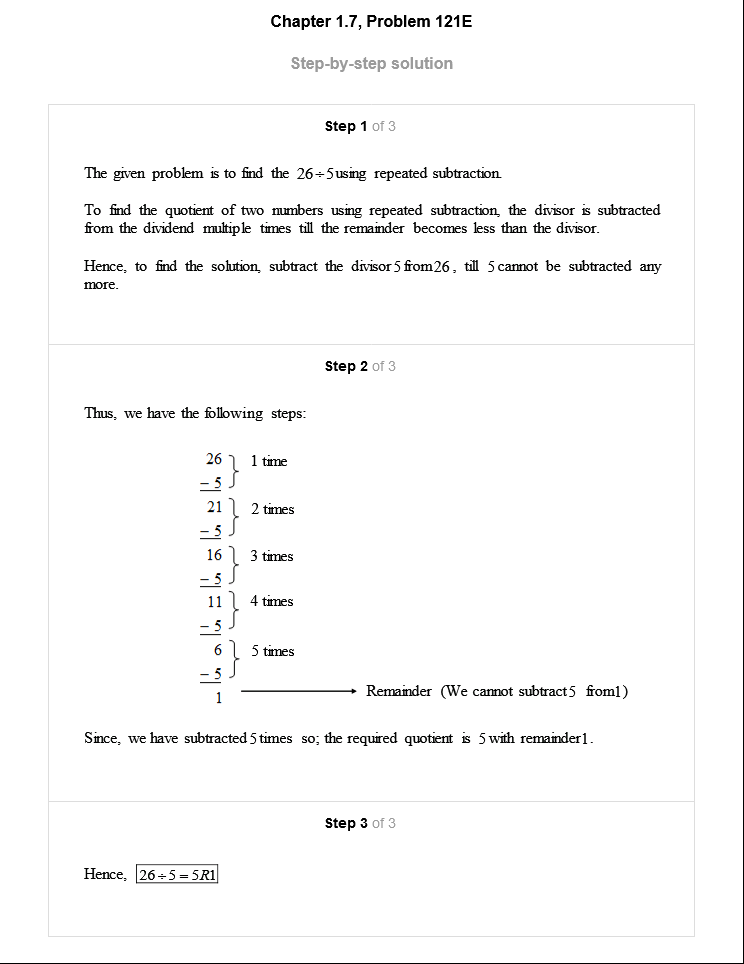 Chapter 1.7, Problem 121E
Step-by-step solution
Step 1 of 3
The given problem is to find the 26÷5 using repeated subtraction.
To find the quotient of two numbers using repeated subtraction, the divisor is subtracted
from the dividend multiple times till the remainder becomes less than the divisor.
Hence, to find the solution, subtract the divisor 5 from 26, till 5 cannot be subtracted any
more.
Step 2 of 3
Thus, we have the following steps:
26 1 time
− 5
21 2 times
− 5
16 3 times
− 5
11 4 times
− 5
6 5 times
− 5
1 Remainder (We cannot subtract 5 from 1)
Since, we have subtracted 5 times so; the required quotient is 5 with remainder 1.
Step 3 of 3
Hence, 26÷5=5R1